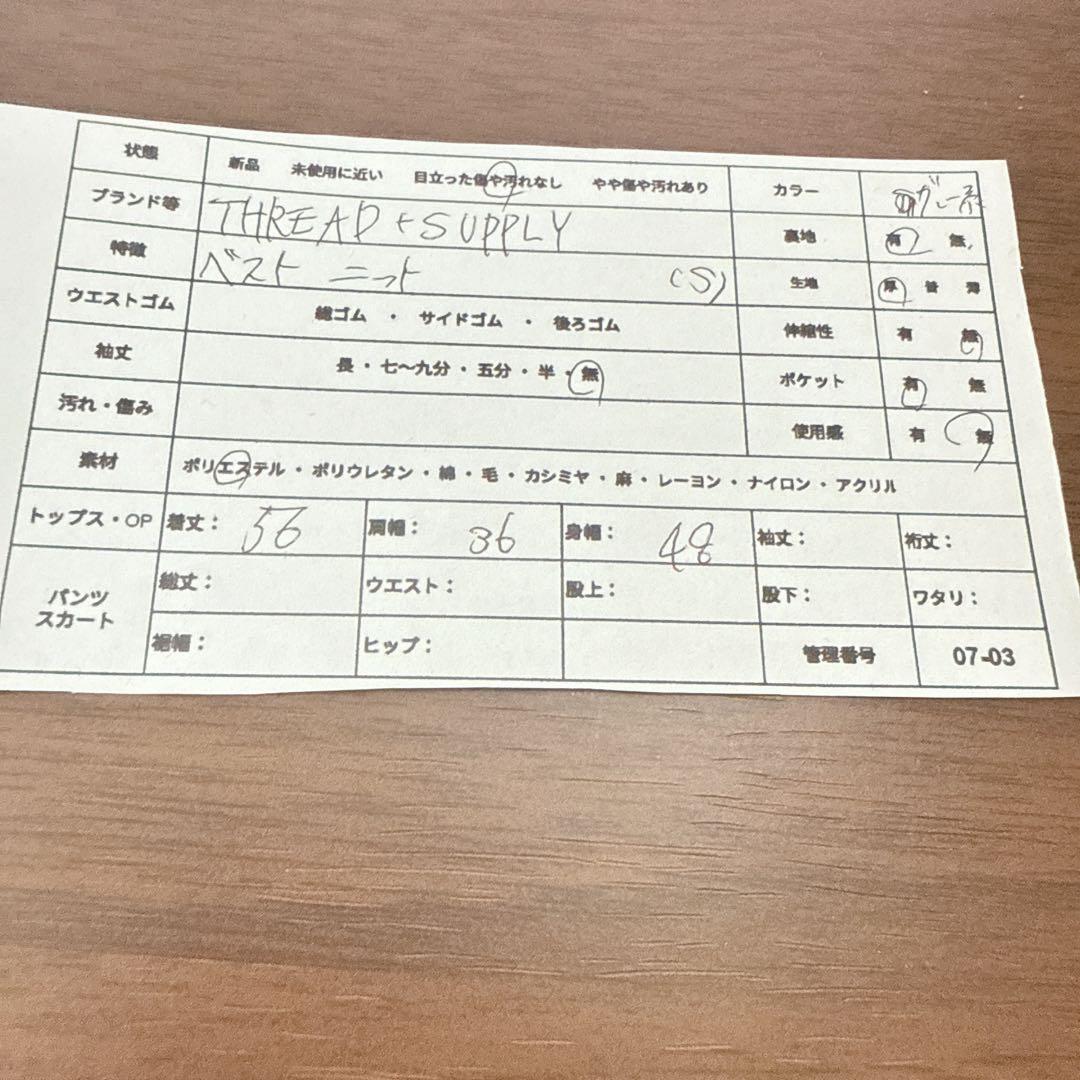 状態 新品 未使用に近い 目立った傷や汚れなし やや傷や汚れあり カラー グレー系
ブランド等 THREAD + SUPPLY 裏地 有 無
特徴 ベスト ニット (S) 生地 厚 普 薄
ウエストゴム 総ゴム ・ サイドゴム ・ 後ろゴム 伸縮性 有 無
袖丈 長・七〜九分・五分・半・無 ポケット 有 無
汚れ・傷み 使用感 有 無
素材 ポリエステル・ポリウレタン・綿・毛・カシミヤ・麻・レーヨン・ナイロン・アクリル
トップス・OP 着丈: 56 肩幅: 36 身幅: 48 袖丈: 裄丈:
パンツ スカート 総丈: ウエスト: 股上: 股下: ワタリ:
裾幅: ヒップ: 管理番号 07-03